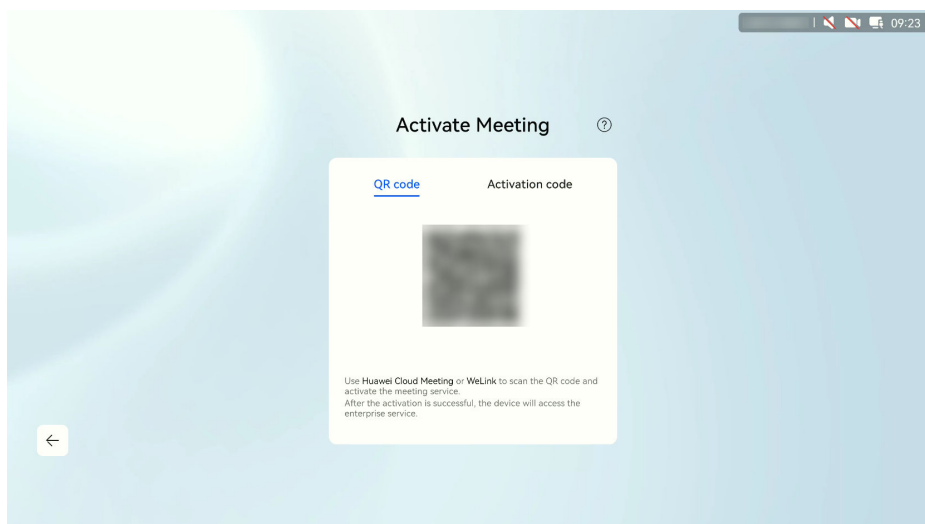 09:23
Activate Meeting ?
QR code Activation code
Use Huawei Cloud Meeting or WeLink to scan the QR code and
activate the meeting service.
After the activation is successful, the device will access the
enterprise service.